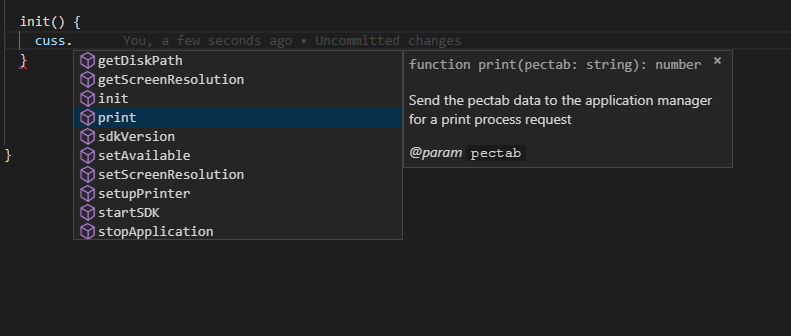 init() {
cuss. You, a few seconds ago • Uncommitted changes
}
}
getDiskPath
getScreenResolution
init
print
sdkVersion
setAvailable
setScreenResolution
setupPrinter
startSDK
stopApplication
function print(pectab: string): number ×
Send the pectab data to the application manager
for a print process request
@param pectab